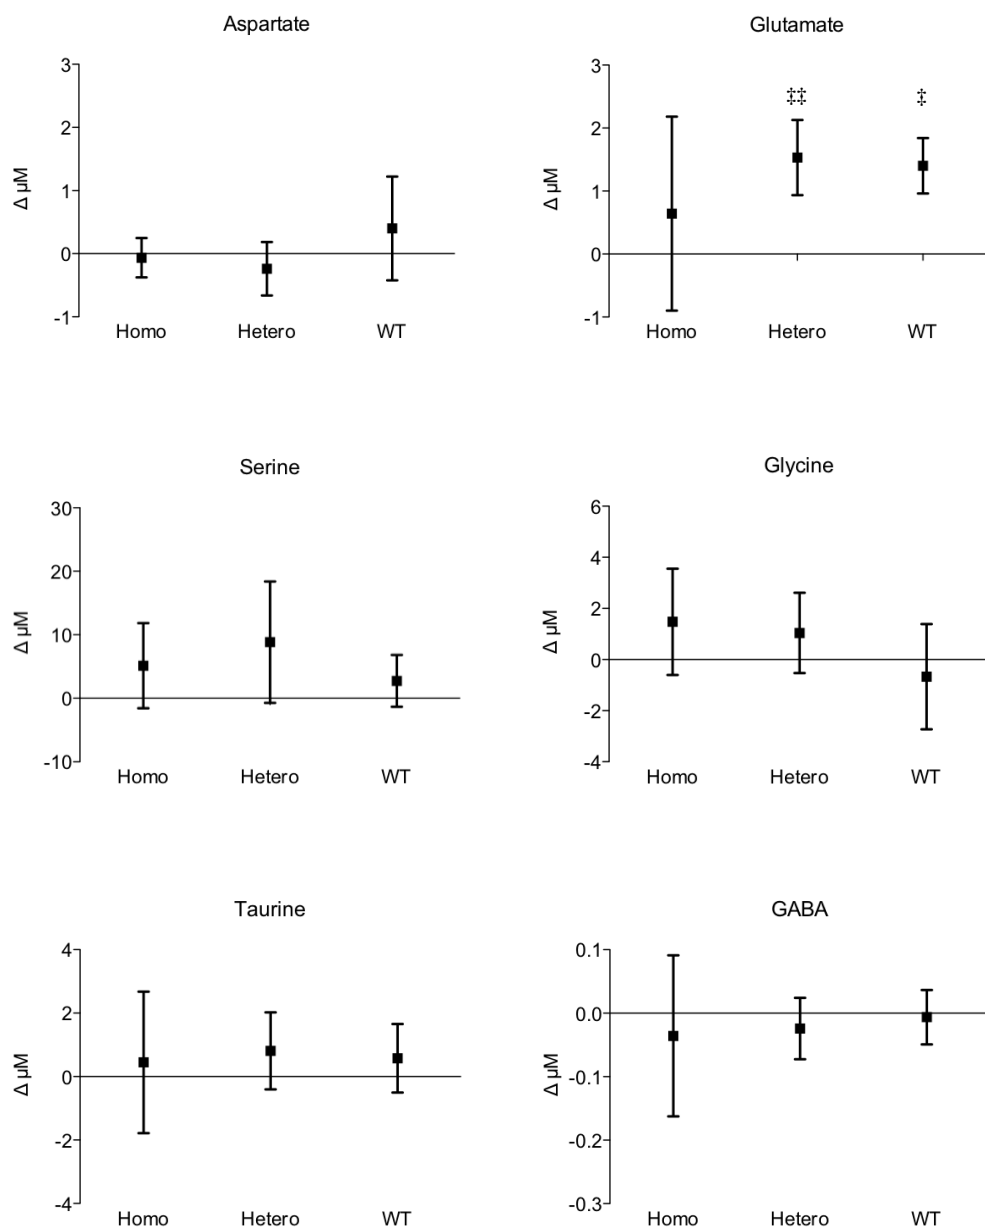 Aspartate
3
2
1
0
-1
Δ µM
Homo Hetero WT
Glutamate
‡‡ ‡
3
2
1
0
-1
Δ µM
Homo Hetero WT
Serine
30
20
10
0
-10
Δ µM
Homo Hetero WT
Glycine
6
4
2
0
-2
-4
Δ µM
Homo Hetero WT
Taurine
4
2
0
-2
-4
Δ µM
Homo Hetero WT
GABA
0.1
0.0
-0.1
-0.2
-0.3
Δ µM
Homo Hetero WT